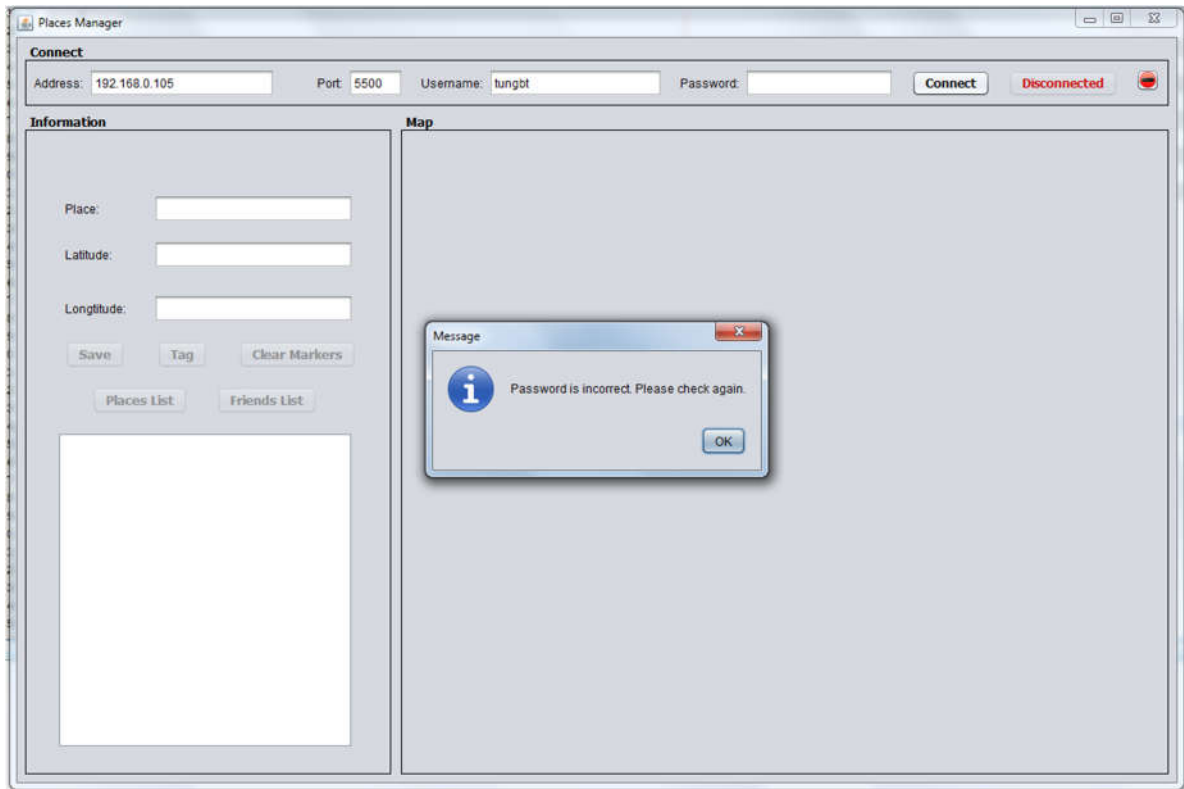 Places Manager
Connect
Address: 192.168.0.105 Port: 5500 Username: tungbt Password: Connect Disconnected
Information
Map
Place:
Latitude:
Longtitude:
Save Tag Clear Markers
Places List Friends List
Message
Password is incorrect. Please check again.
OK